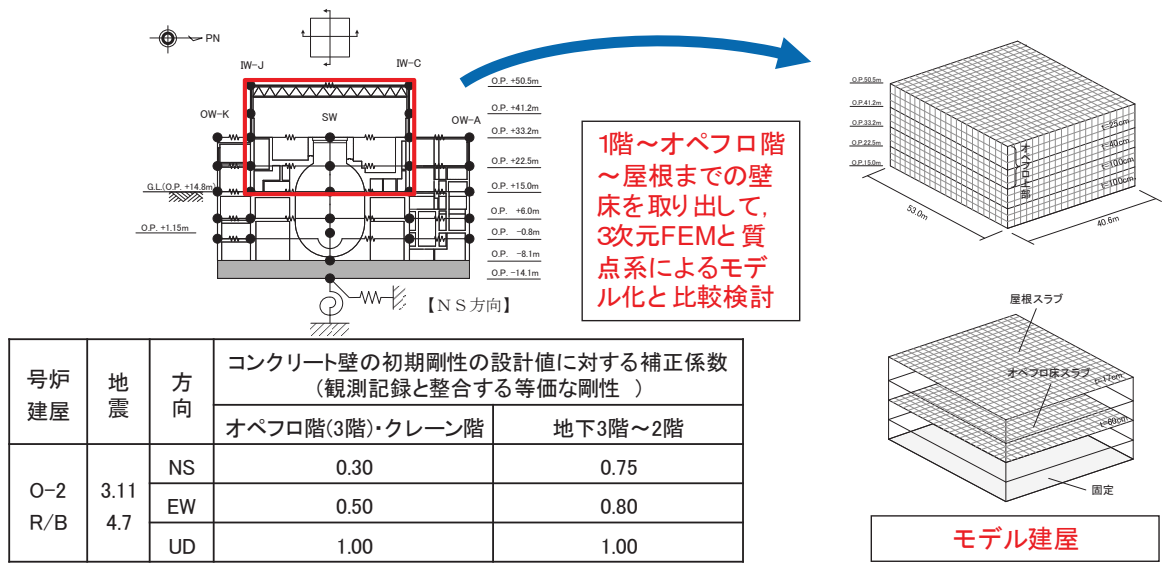 PN
IW-J
IW-C
OW-K
SW
OW-A
G.L.(O.P. +14.8m)
O.P. +1.15m
O.P. +50.5m
O.P. +41.2m
O.P. +33.2m
O.P. +22.5m
O.P. +15.0m
O.P. +6.0m
O.P. -0.8m
O.P. -8.1m
O.P. -14.1m
【NS方向】
1階～オペフロ階
～屋根までの壁
床を取り出して,
3次元FEMと質
点系によるモデ
ル化と比較検討
O.P.50.5m
O.P.41.2m
O.P.33.2m
O.P.22.5m
O.P.15.0m
オペフロ上部
t=25cm
t=40cm
t=100cm
t=100cm
53.0m
40.6m
屋根スラブ
オペフロ床スラブ
t=17cm
t=60cm
固定
モデル建屋
号炉
建屋
地
震
方
向
コンクリート壁の初期剛性の設計値に対する補正係数
(観測記録と整合する等価な剛性 )
オペフロ階(3階)・クレーン階
地下3階～2階
O-2
R/B
3.11
4.7
NS 0.30 0.75
EW 0.50 0.80
UD 1.00 1.00